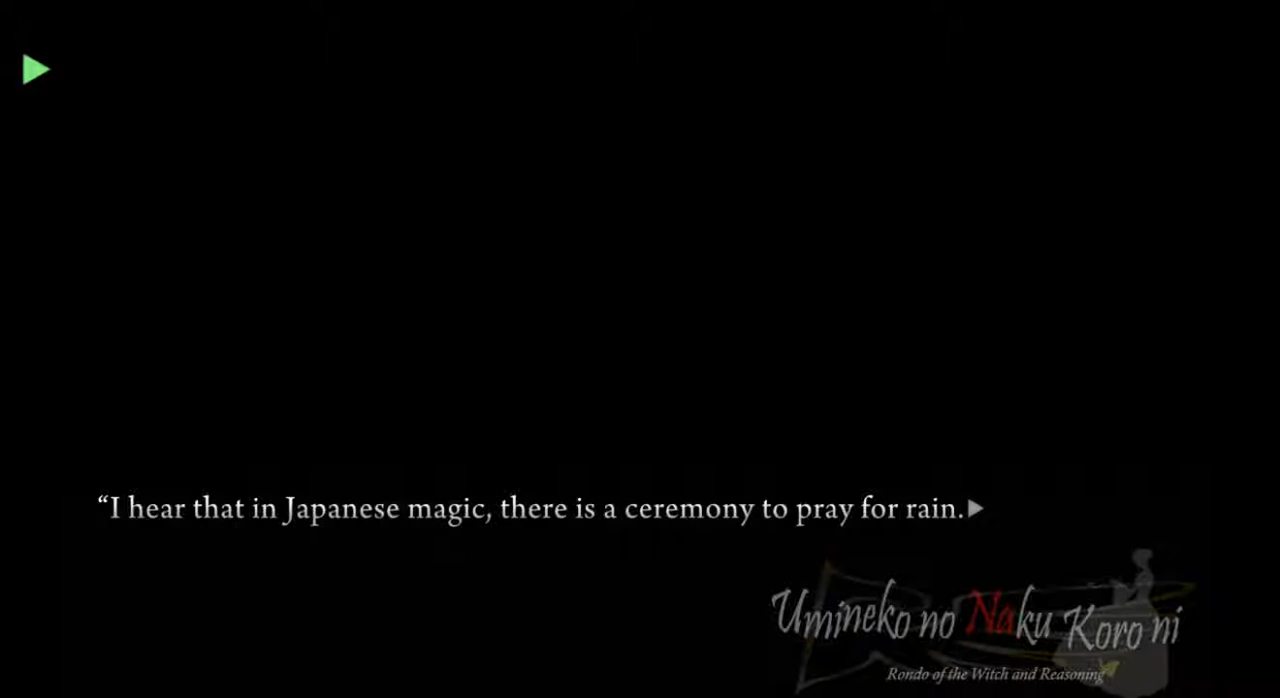 “I hear that in Japanese magic, there is a ceremony to pray for rain.
Umineko no Naku Koro ni
Rondo of the Witch and Reasoning